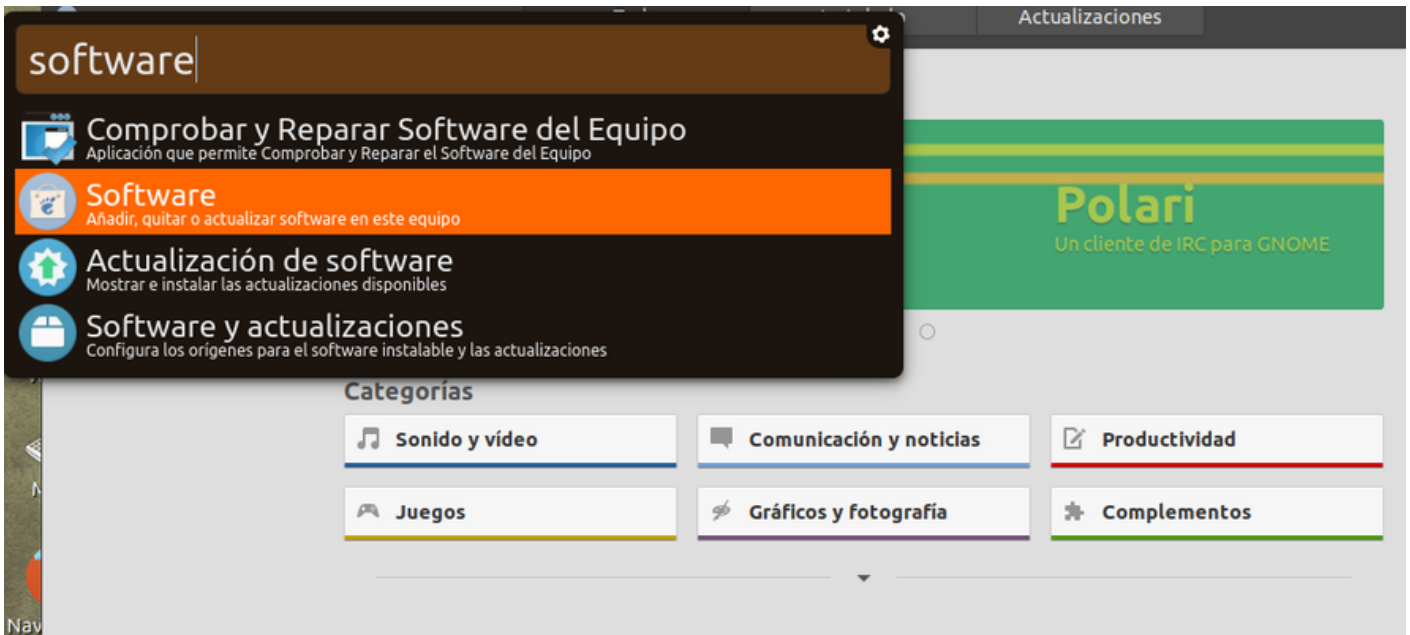 Actualizaciones
software
Comprobar y Reparar Software del Equipo
Aplicación que permite Comprobar y Reparar el Software del Equipo
Software
Añadir, quitar o actualizar software en este equipo
Actualización de software
Mostrar e instalar las actualizaciones disponibles
Software y actualizaciones
Configura los orígenes para el software instalable y las actualizaciones
Polari
Un cliente de IRC para GNOME
Categorías
Sonido y vídeo
Comunicación y noticias
Productividad
Juegos
Gráficos y fotografía
Complementos
Nav